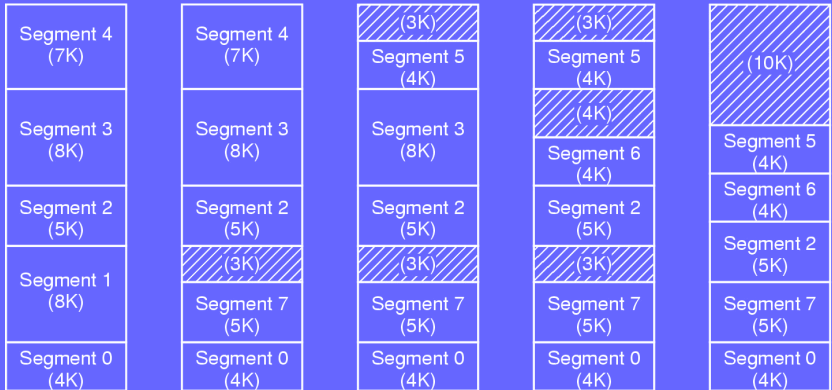 Segment 4
(7K)
Segment 3
(8K)
Segment 2
(5K)
Segment 1
(8K)
Segment 0
(4K)
Segment 4
(7K)
Segment 3
(8K)
Segment 2
(5K)
(3K)
Segment 7
(5K)
Segment 0
(4K)
(3K)
Segment 5
(4K)
Segment 3
(8K)
Segment 2
(5K)
(3K)
Segment 7
(5K)
Segment 0
(4K)
(3K)
Segment 5
(4K)
(4K)
Segment 6
(4K)
Segment 2
(5K)
(3K)
Segment 7
(5K)
Segment 0
(4K)
(10K)
Segment 5
(4K)
Segment 6
(4K)
Segment 2
(5K)
Segment 7
(5K)
Segment 0
(4K)